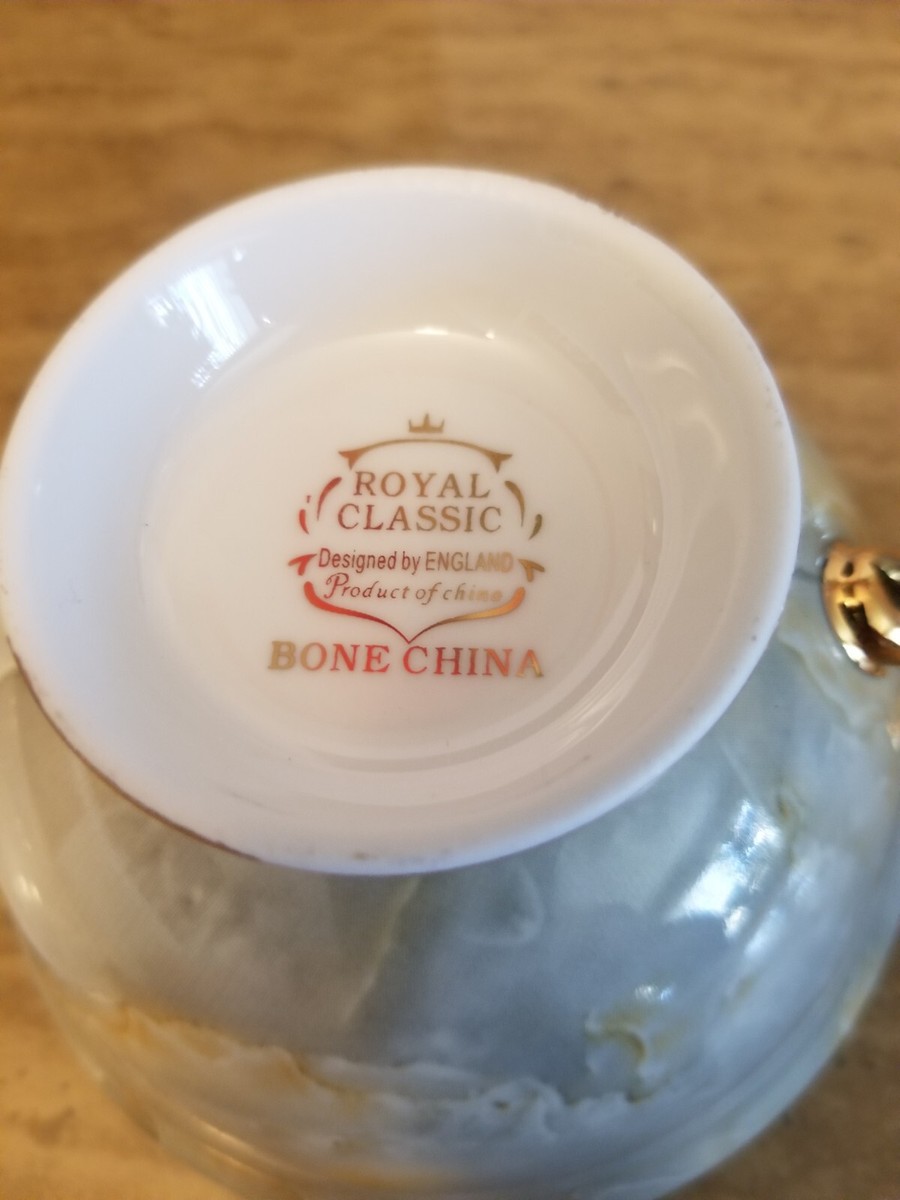 ROYAL
CLASSIC
Designed by ENGLAND
Product of china
BONE CHINA